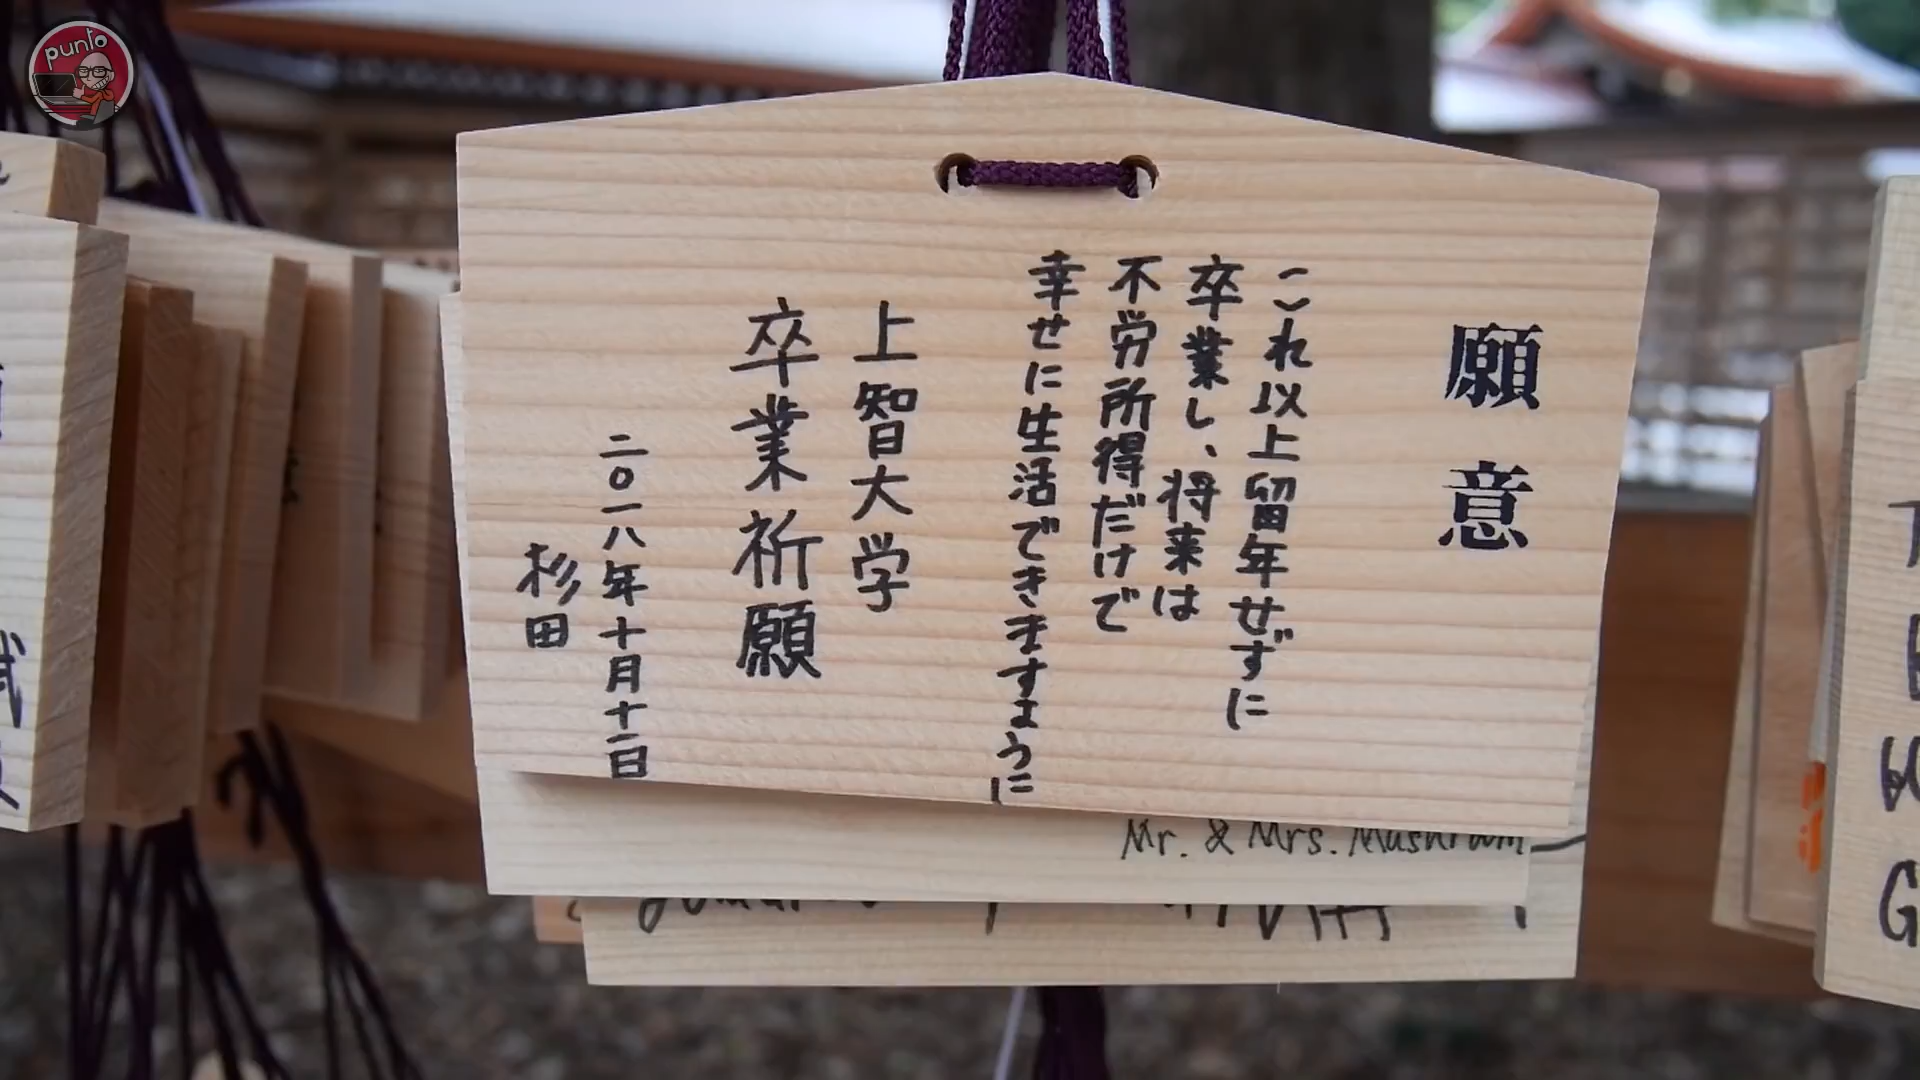 punto
願意
これ以上留年せずに
卒業し、将来は
不労所得だけで
幸せに生活できますように
上智大学
卒業祈願
二〇一八年十月十二日
杉田
Mr. & Mrs.